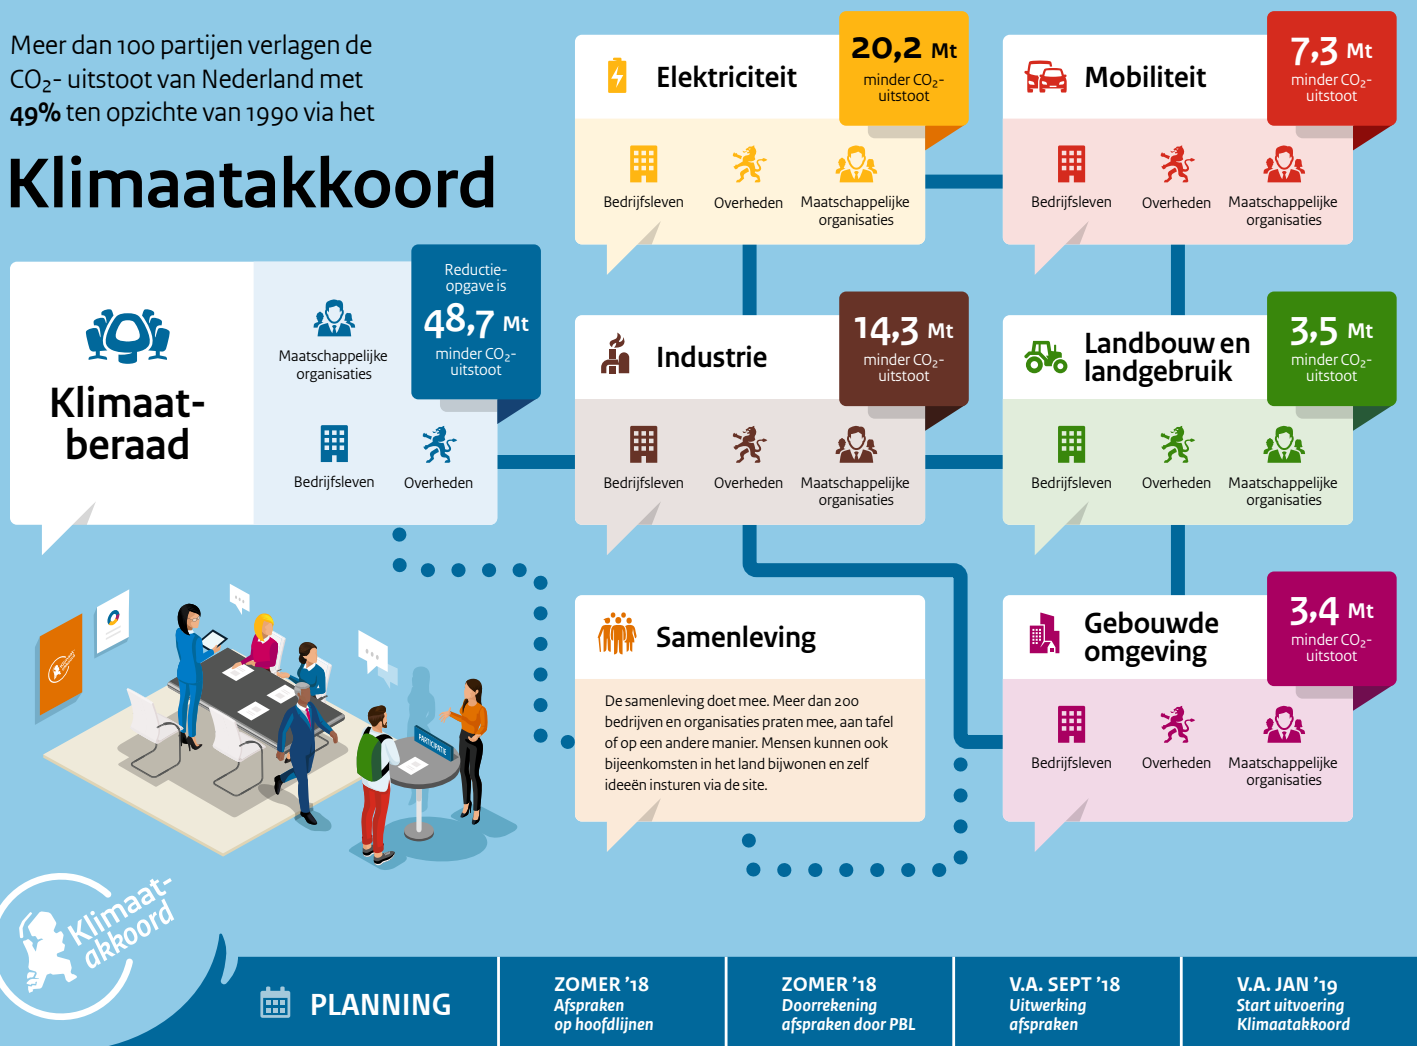 Meer dan 100 partijen verlagen de
CO₂- uitstoot van Nederland met
49% ten opzichte van 1990 via het
Klimaatakkoord
Klimaat-
beraad
Maatschappelijke
organisaties
Bedrijfsleven
Overheden
Reductie-
opgave is
48,7 Mt
minder CO₂-
uitstoot
Elektriciteit
20,2 Mt
minder CO₂-
uitstoot
Bedrijfsleven
Overheden
Maatschappelijke
organisaties
Mobiliteit
7,3 Mt
minder CO₂-
uitstoot
Bedrijfsleven
Overheden
Maatschappelijke
organisaties
Industrie
14,3 Mt
minder CO₂-
uitstoot
Bedrijfsleven
Overheden
Maatschappelijke
organisaties
Landbouw en
landgebruik
3,5 Mt
minder CO₂-
uitstoot
Bedrijfsleven
Overheden
Maatschappelijke
organisaties
Samenleving
De samenleving doet mee. Meer dan 200
bedrijven en organisaties praten mee, aan tafel
of op een andere manier. Mensen kunnen ook
bijeenkomsten in het land bijwonen en zelf
ideeën insturen via de site.
Gebouwde
omgeving
3,4 Mt
minder CO₂-
uitstoot
Bedrijfsleven
Overheden
Maatschappelijke
organisaties
PARTICIPATIE
Klimaat-
akkoord
PLANNING
ZOMER '18
Afspraken
op hoofdlijnen
ZOMER '18
Doorrekening
afspraken door PBL
V.A. SEPT '18
Uitwerking
afspraken
V.A. JAN '19
Start uitvoering
Klimaatakkoord